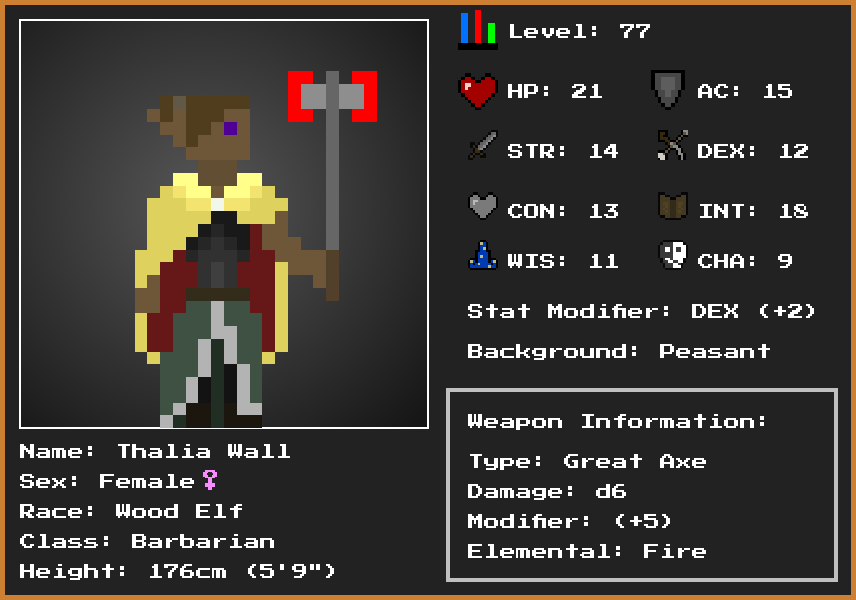 Level: 77
HP: 21
AC: 15
STR: 14
DEX: 12
CON: 13
INT: 18
WIS: 11
CHA: 9
Stat Modifier: DEX (+2)
Background: Peasant
Weapon Information:
Type: Great Axe
Damage: d6
Modifier: (+5)
Elemental: Fire
Name: Thalia Wall
Sex: Female♀
Race: Wood Elf
Class: Barbarian
Height: 176cm (5'9")